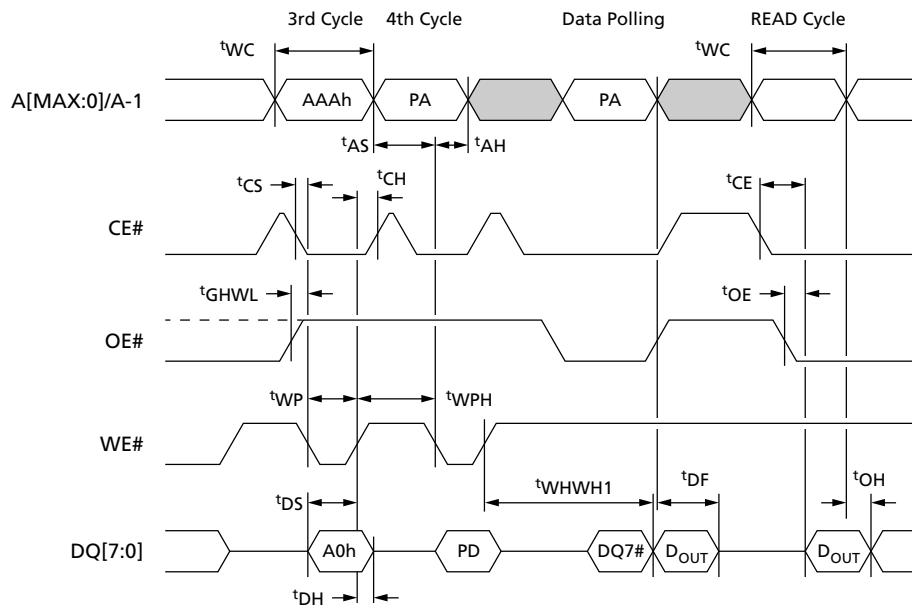 3rd Cycle 4th Cycle Data Polling READ Cycle
tWC tWC
A[MAX:0]/A-1 AAAh PA PA
tAS tAH
tCS tCH tCE
CE#
tGHWL tOE
OE#
tWP tWPH
WE#
tDS tWHWH1 tDF tOH
DQ[7:0] A0h PD DQ7# DOUT DOUT
tDH